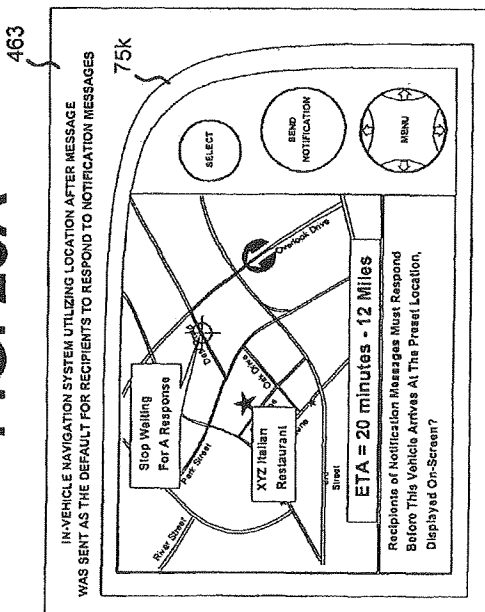 463
IN-VEHICLE NAVIGATION SYSTEM UTILIZING LOCATION AFTER MESSAGE
WAS SENT AS THE DEFAULT FOR RECIPIENTS TO RESPOND TO NOTIFICATION MESSAGES
75k
SELECT
SEND
NOTIFICATION
MENU
Overlook Drive
Stop Waiting
For A Response
Park Street
Oak Drive
River Street
XYZ Italian
Restaurant
Street
ETA = 20 minutes - 12 Miles
Recipients of Notification Messages Must Respond
Before This Vehicle Arrives At The Preset Location,
Displayed On-Screen?